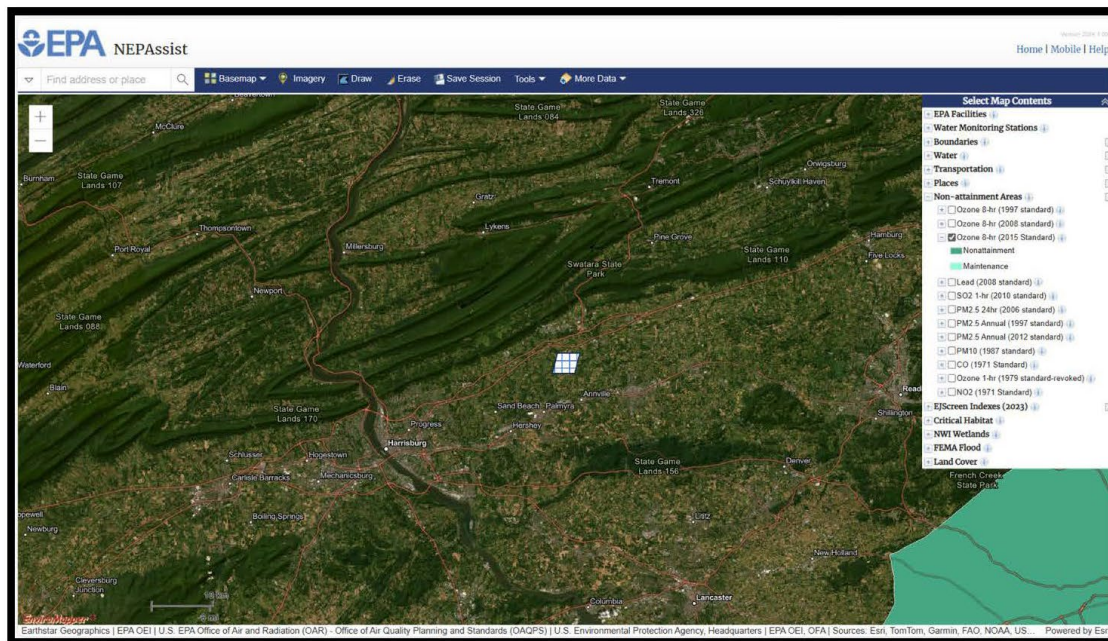 EPA NEPAssist
Home | Mobile | Help
Find address or place
Basemap
Imagery
Draw
Erase
Save Session
Tools
More Data
Select Map Contents
EPA Facilities
Water Monitoring Stations
Boundaries
Water
Transportation
Places
Non-attainment Areas
Ozone 8-hr (1997 standard)
Ozone 8-hr (2008 standard)
Ozone 8-hr (2015 Standard)
Nonattainment
Maintenance
Lead (2008 standard)
SO2 1-hr (2010 standard)
PM2.5 24hr (2006 standard)
PM2.5 Annual (1997 standard)
PM2.5 Annual (2012 standard)
PM10 (1987 standard)
CO (1971 Standard)
Ozone 1-hr (1979 standard-revoked)
NO2 (1971 Standard)
EJScreen Indexes (2023)
Critical Habitat
NWI Wetlands
FEMA Flood
Land Cover
McClure
State Game
Lands 084
State Game
Lands 326
Burnham
State Game
Lands 107
Orwigsburg
Tremont
Schuylkill Haven
Gratz
Lykens
Thompsontown
Port Royal
Millersburg
Pine Grove
Hamburg
State Game
Lands 110
Five Locks
Swatara State
Park
Newport
State Game
Lands 088
Waterford
Blain
Annville
Sand Beach
Palmyra
State Game
Lands 170
Progress
Hershey
Harrisburg
Shillington
Schlusser
Hogestown
Carlisle Barracks
Mechanicsburg
State Game
Lands 156
Denver
French Creek
State Park
Boiling Springs
Lititz
Newburg
New Holland
Cleversburg
Junction
10 km
Columbia
Lancaster
EnviroMapper
Earthstar Geographics | EPA OEI | U.S. EPA Office of Air and Radiation (OAR) - Office of Air Quality Planning and Standards (OAQPS) | U.S. Environmental Protection Agency, Headquarters | EPA OEI, OFA | Sources: Esri, TomTom, Garmin, FAO, NOAA, US... Powered by Esri